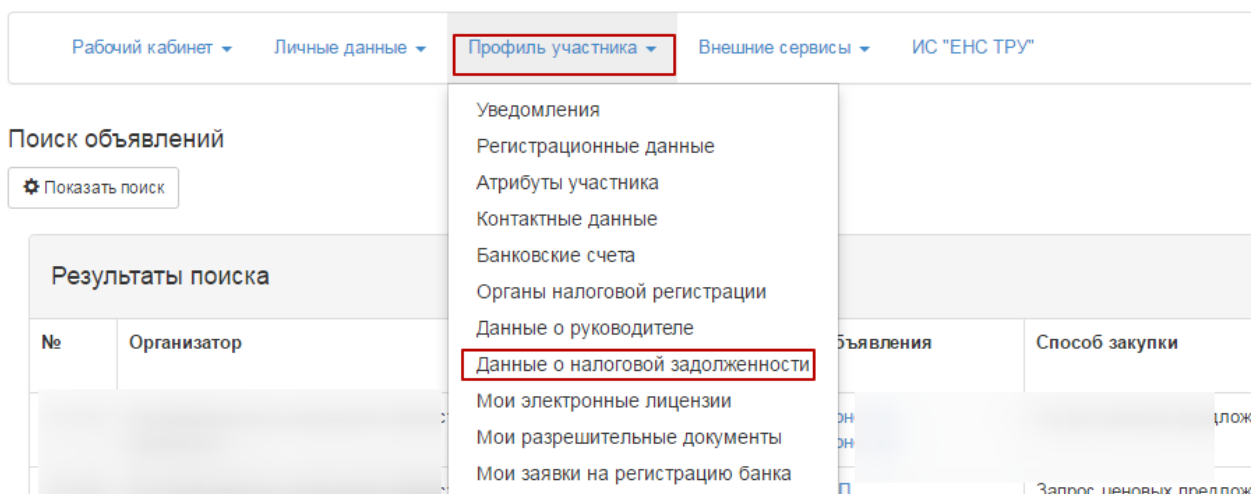 Рабочий кабинет Личные данные Профиль участника Внешние сервисы ИС "ЕНС ТРУ"
Уведомления
Поиск объявлений
Регистрационные данные
Показать поиск
Атрибуты участника
Контактные данные
Банковские счета
Результаты поиска
Органы налоговой регистрации
Данные о руководителе
№ Организатор бъявления Способ закупки
Данные о налоговой задолженности
Мои электронные лицензии
Мои разрешительные документы
Мои заявки на регистрацию банка
Запрос ценовых предлож